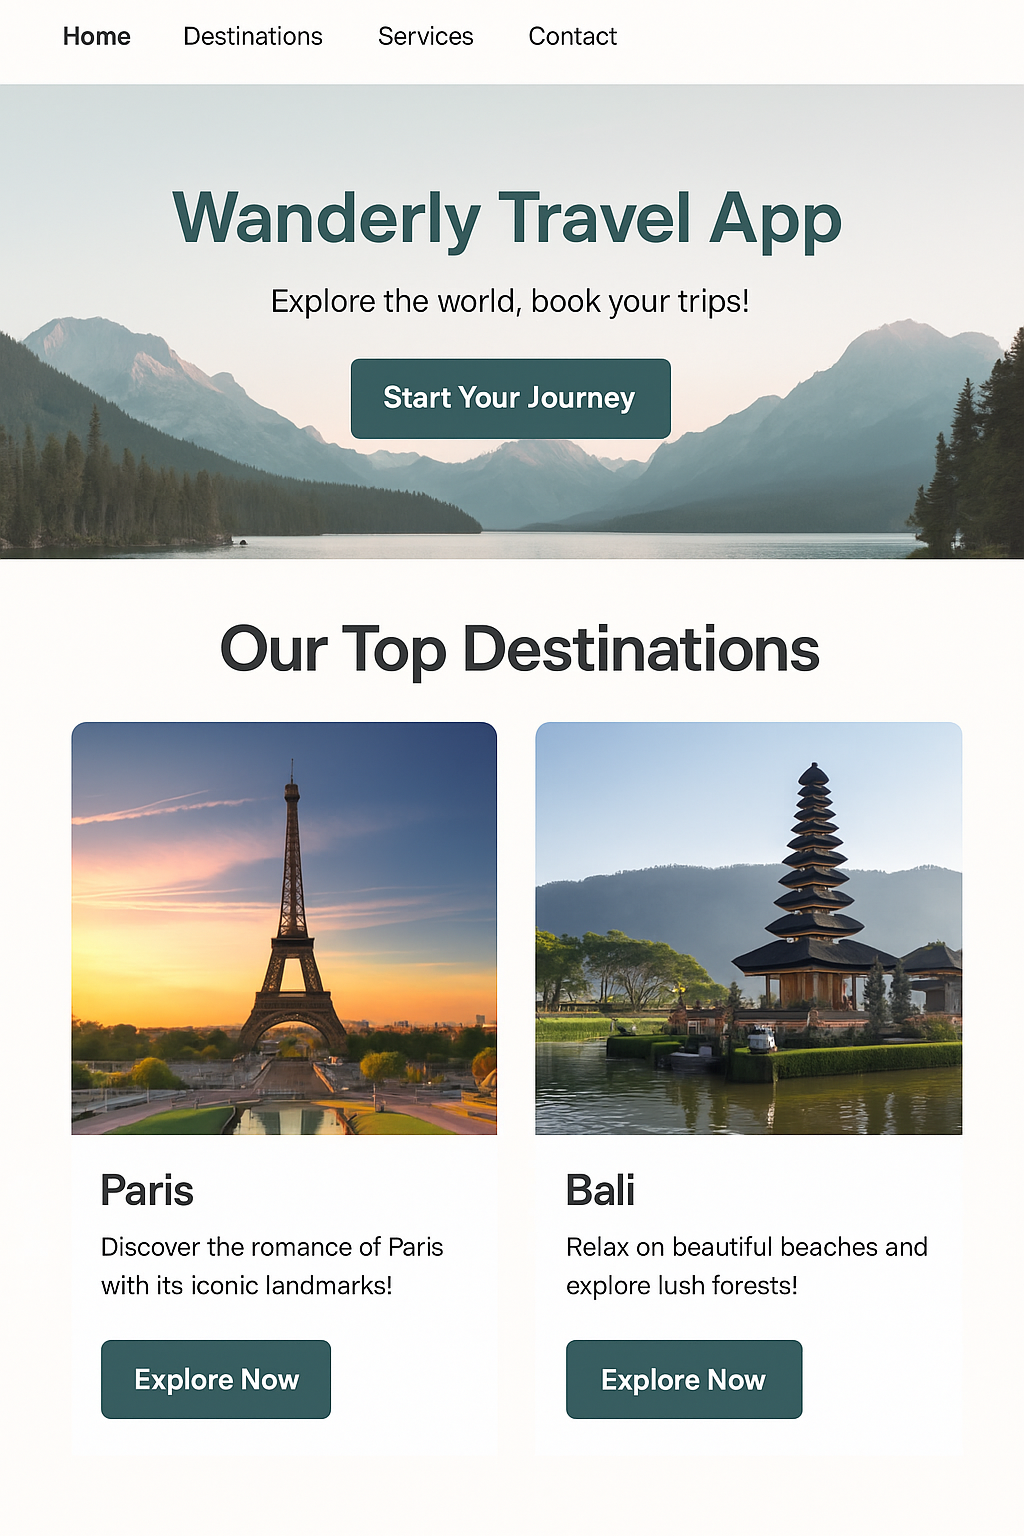 Home Destinations Services Contact
Wanderly Travel App
Explore the world, book your trips!
Start Your Journey
Our Top Destinations
Paris
Discover the romance of Paris
with its iconic landmarks!
Explore Now
Bali
Relax on beautiful beaches and
explore lush forests!
Explore Now